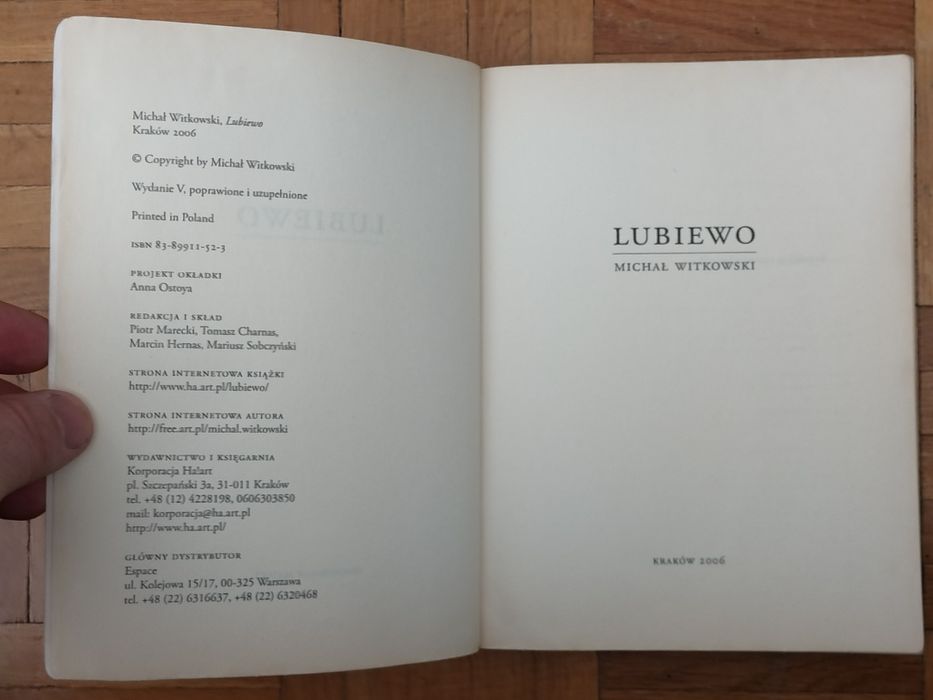 Michał Witkowski, Lubiewo
Kraków 2006
© Copyright by Michał Witkowski
Wydanie V, poprawione i uzupełnione
Printed in Poland
ISBN 83-89911-52-3
PROJEKT OKŁADKI
Anna Ostoya
REDAKCJA I SKŁAD
Piotr Marecki, Tomasz Charnas,
Marcin Hernas, Mariusz Sobczyński
STRONA INTERNETOWA KSIĄŻKI
http://www.ha.art.pl/lubiewo/
STRONA INTERNETOWA AUTORA
http://free.art.pl/michal.witkowski
WYDAWNICTWO I KSIĘGARNIA
Korporacja Ha!art
pl. Szczepański 3a, 31-011 Kraków
tel. +48 (12) 4228198, 0606303850
mail: korporacja@ha.art.pl
http://www.ha.art.pl/
GŁÓWNY DYSTRYBUTOR
Espace
ul. Kolejowa 15/17, 00-325 Warszawa
tel. +48 (22) 6316637, +48 (22) 6320468
LUBIEWO
MICHAŁ WITKOWSKI
KRAKÓW 2006